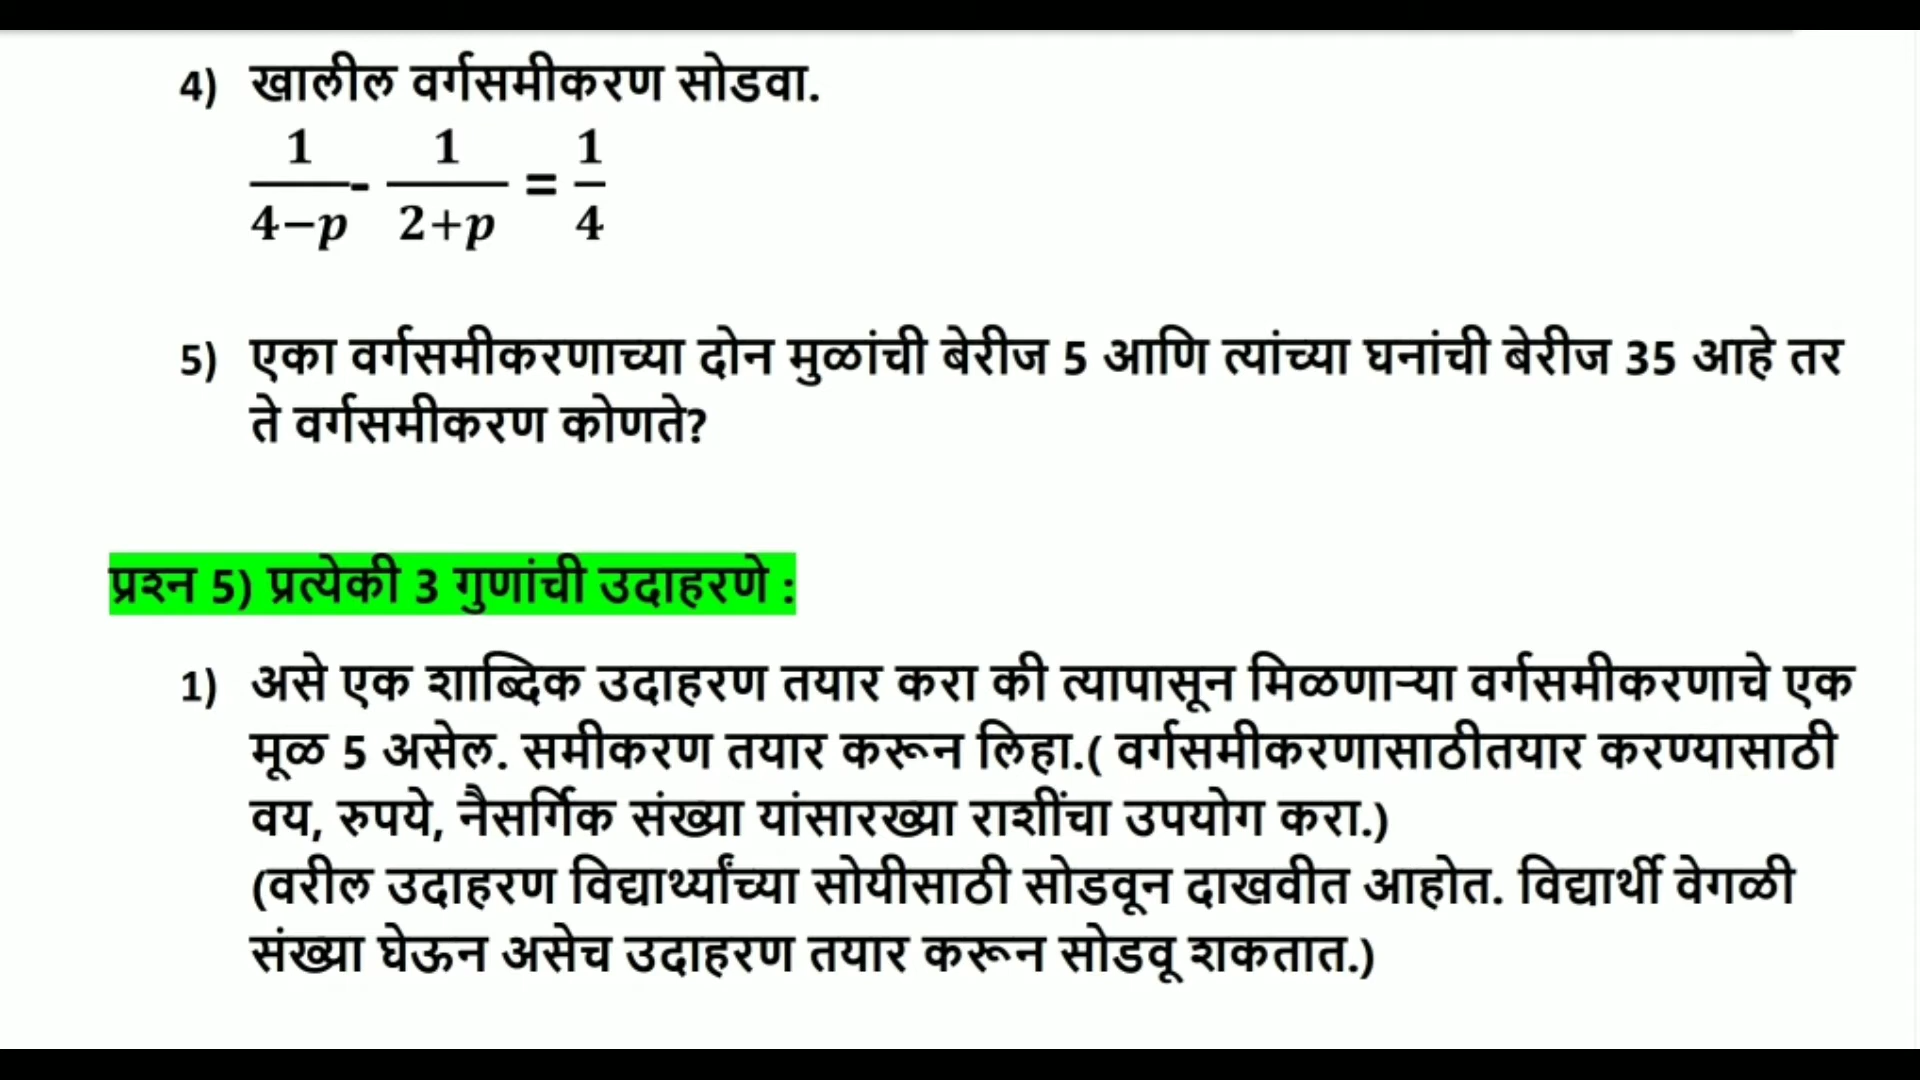 4) खालील वर्गसमीकरण सोडवा.
1/(4−p) - 1/(2+p) = 1/4
5) एका वर्गसमीकरणाच्या दोन मुळांची बेरीज 5 आणि त्यांच्या घनांची बेरीज 35 आहे तर
ते वर्गसमीकरण कोणते?
प्रश्न 5) प्रत्येकी 3 गुणांची उदाहरणे :
1) असे एक शाब्दिक उदाहरण तयार करा की त्यापासून मिळणाऱ्या वर्गसमीकरणाचे एक
मूळ 5 असेल. समीकरण तयार करून लिहा.( वर्गसमीकरणासाठीतयार करण्यासाठी
वय, रुपये, नैसर्गिक संख्या यांसारख्या राशींचा उपयोग करा.)
(वरील उदाहरण विद्यार्थ्यांच्या सोयीसाठी सोडवून दाखवीत आहोत. विद्यार्थी वेगळी
संख्या घेऊन असेच उदाहरण तयार करून सोडवू शकतात.)